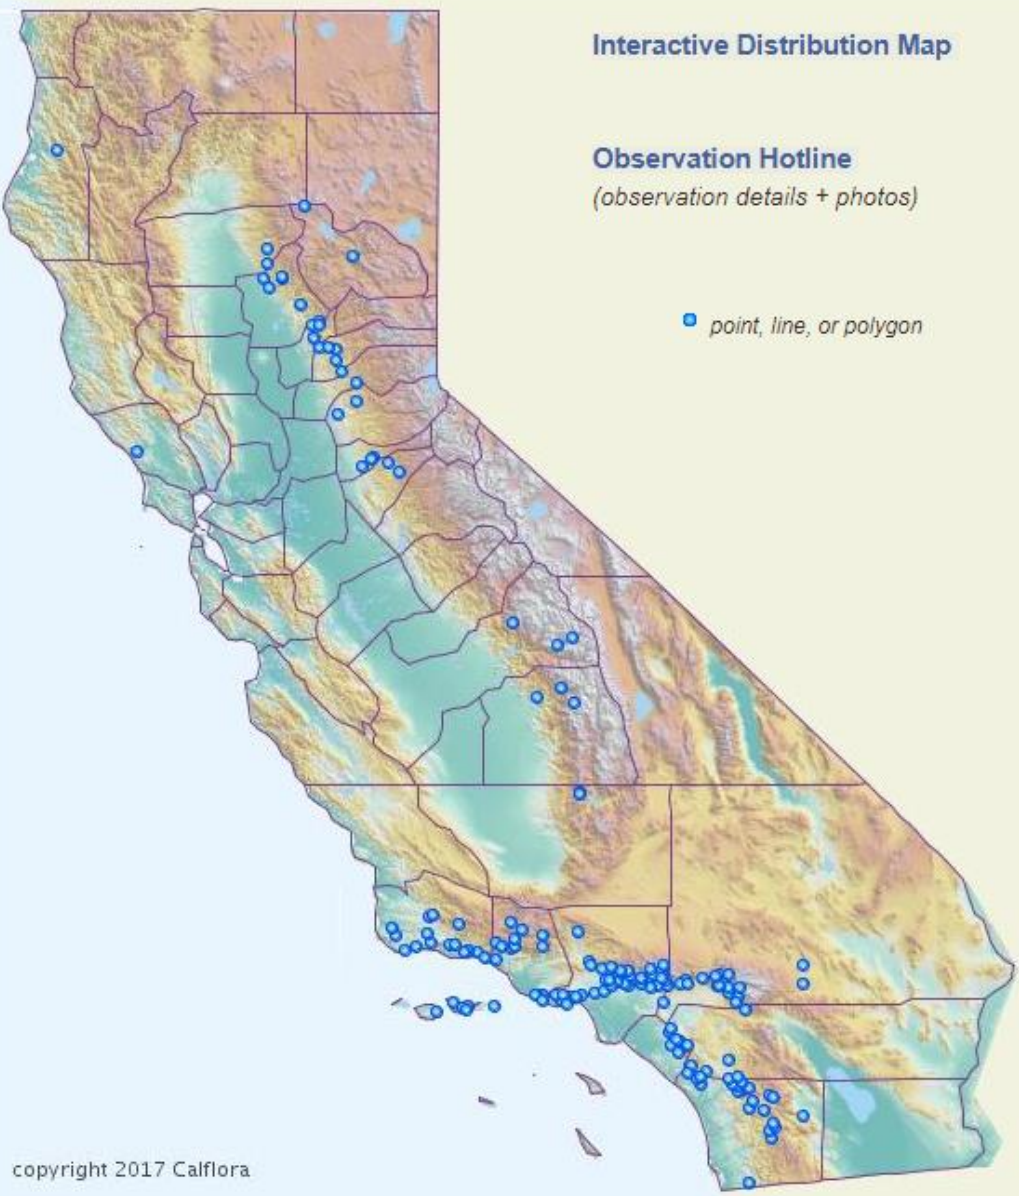 Interactive Distribution Map
Observation Hotline
(observation details + photos)
point, line, or polygon
copyright 2017 Calflora